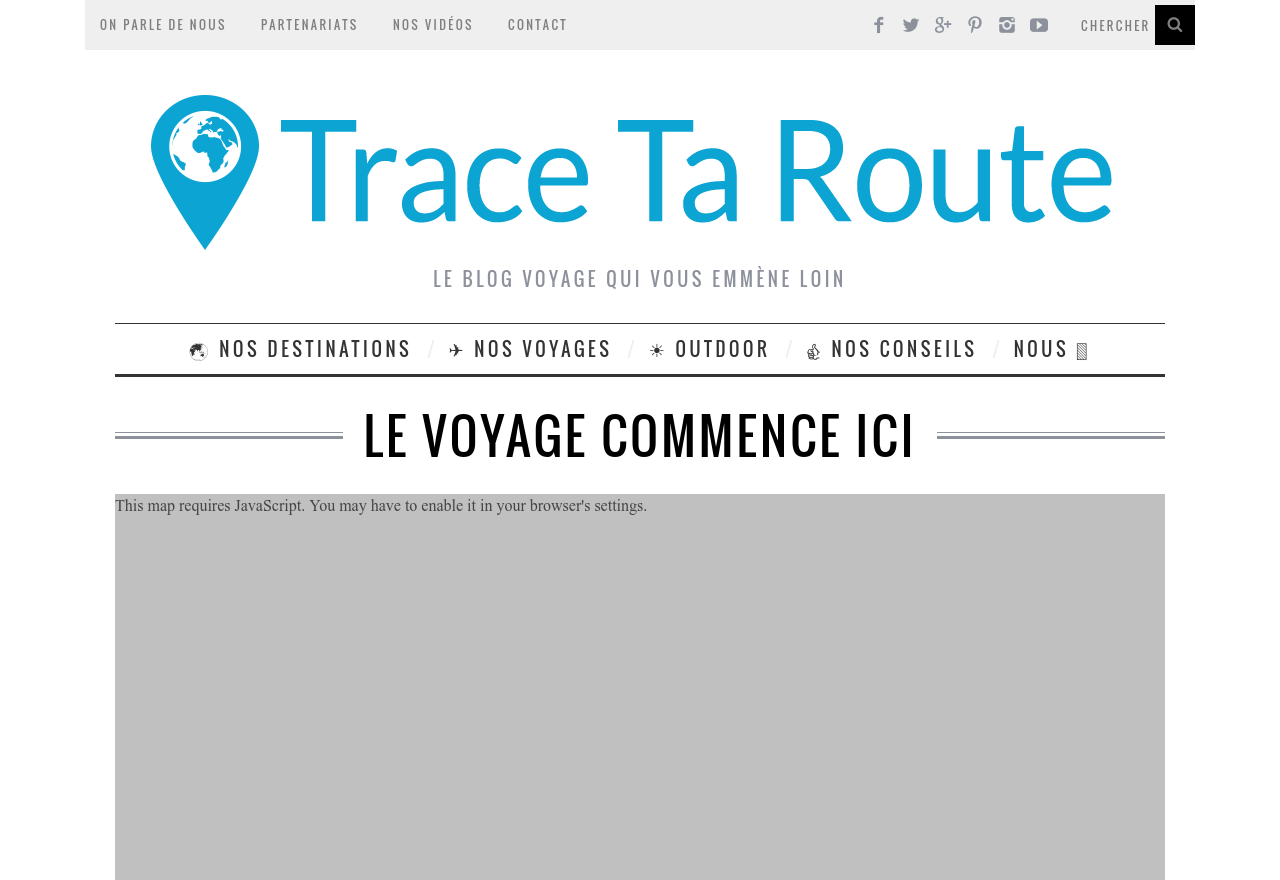 ON PARLE DE NOUS PARTENARIATS NOS VIDÉOS CONTACT CHERCHER
Trace Ta Route
LE BLOG VOYAGE QUI VOUS EMMÈNE LOIN
🌏 NOS DESTINATIONS / ✈ NOS VOYAGES / ☀ OUTDOOR / 👍 NOS CONSEILS / NOUS
LE VOYAGE COMMENCE ICI
This map requires JavaScript. You may have to enable it in your browser's settings.